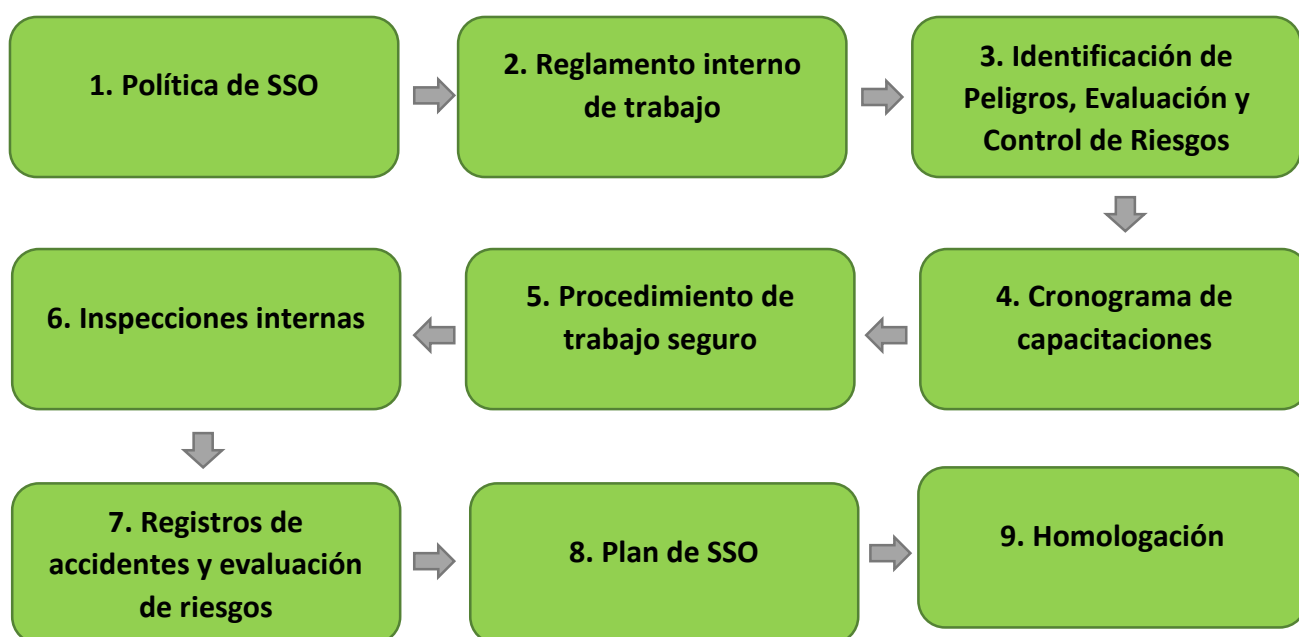 1. Política de SSO
2. Reglamento interno
de trabajo
3. Identificación de
Peligros, Evaluación y
Control de Riesgos
4. Cronograma de
capacitaciones
5. Procedimiento de
trabajo seguro
6. Inspecciones internas
7. Registros de
accidentes y evaluación
de riesgos
8. Plan de SSO
9. Homologación